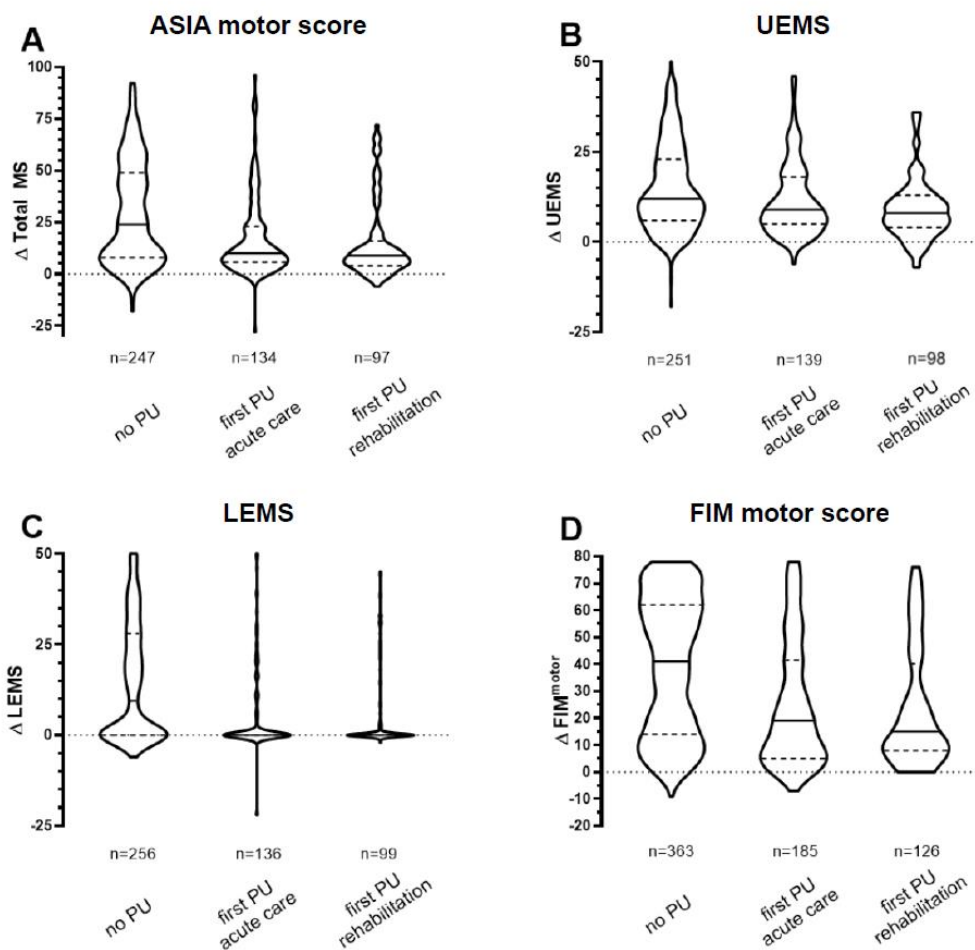 A
ASIA motor score
Δ Total MS
100
75
50
25
0
-25
n=247
n=134
n=97
no PU
first PU
acute care
first PU
rehabilitation
B
UEMS
Δ UEMS
50
25
0
-25
n=251
n=139
n=98
no PU
first PU
acute care
first PU
rehabilitation
C
LEMS
Δ LEMS
50
25
0
-25
n=256
n=136
n=99
no PU
first PU
acute care
first PU
rehabilitation
D
FIM motor score
Δ FIMmotor
80
70
60
50
40
30
20
10
0
-10
-20
n=363
n=185
n=126
no PU
first PU
acute care
first PU
rehabilitation